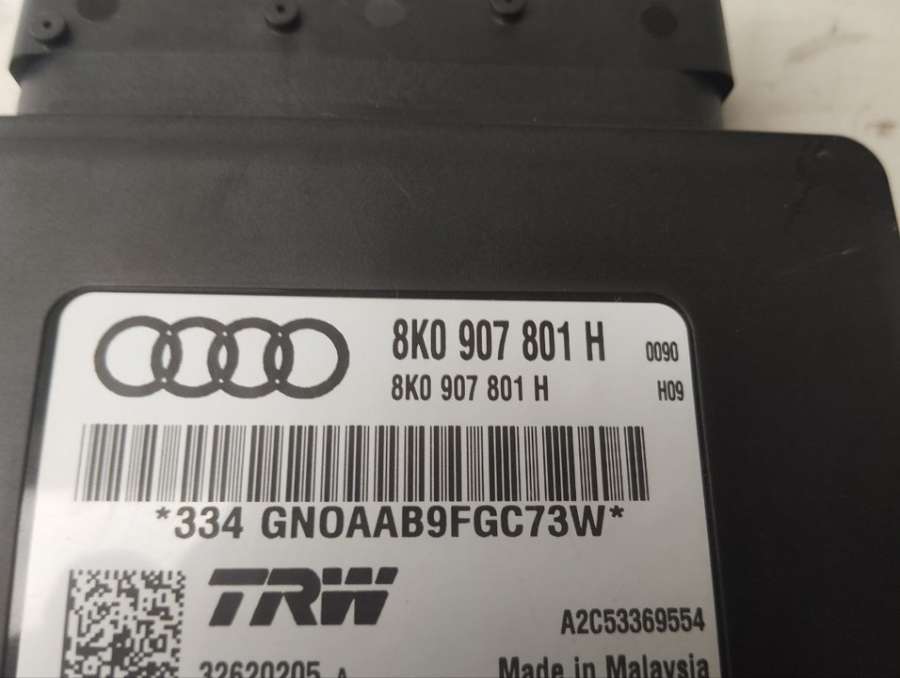 8K0 907 801 H 0090
8K0 907 801 H H09
*334 GNOAAB9FGC73W*
TRW A2C53369554
32620205 A Made in Malaysia